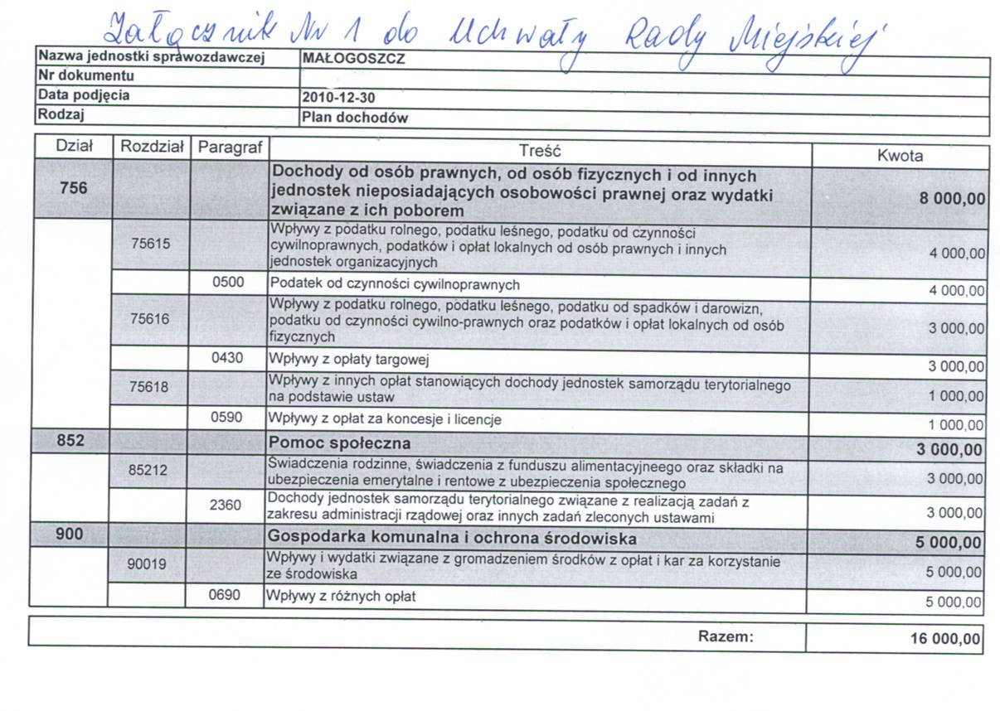 Załącznik Nr 1 do Uchwały Rady Miejskiej
Nazwa jednostki sprawozdawczej MAŁOGOSZCZ
Nr dokumentu
Data podjęcia 2010-12-30
Rodzaj Plan dochodów
Dział Rozdział Paragraf Treść Kwota
Dochody od osób prawnych, od osób fizycznych i od innych
756 jednostek nieposiadających osobowości prawnej oraz wydatki 8 000,00
związane z ich poborem
Wpływy z podatku rolnego, podatku leśnego, podatku od czynności
75615 cywilnoprawnych, podatków i opłat lokalnych od osób prawnych i innych 4 000,00
jednostek organizacyjnych
0500 Podatek od czynności cywilnoprawnych 4 000,00
Wpływy z podatku rolnego, podatku leśnego, podatku od spadków i darowizn,
75616 podatku od czynności cywilno-prawnych oraz podatków i opłat lokalnych od osób 3 000,00
fizycznych
0430 Wpływy z opłaty targowej 3 000,00
75618 Wpływy z innych opłat stanowiących dochody jednostek samorządu terytorialnego
na podstawie ustaw 1 000,00
0590 Wpływy z opłat za koncesje i licencje 1 000,00
852 Pomoc społeczna 3 000,00
85212 Świadczenia rodzinne, świadczenia z funduszu alimentacyjneego oraz składki na
ubezpieczenia emerytalne i rentowe z ubezpieczenia społecznego 3 000,00
2360 Dochody jednostek samorządu terytorialnego związane z realizacją zadań z
zakresu administracji rządowej oraz innych zadań zleconych ustawami 3 000,00
900 Gospodarka komunalna i ochrona środowiska 5 000,00
90019 Wpływy i wydatki związane z gromadzeniem środków z opłat i kar za korzystanie
ze środowiska 5 000,00
0690 Wpływy z różnych opłat 5 000,00
Razem: 16 000,00